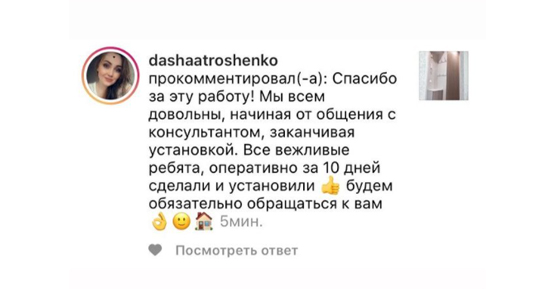 dashaatroshenko
прокомментировал(-а): Спасибо
за эту работу! Мы всем
довольны, начиная от общения с
консультантом, заканчивая
установкой. Все вежливые
ребята, оперативно за 10 дней
сделали и установили 👍 будем
обязательно обращаться к вам
👌🙂🏠 5мин.
Посмотреть ответ